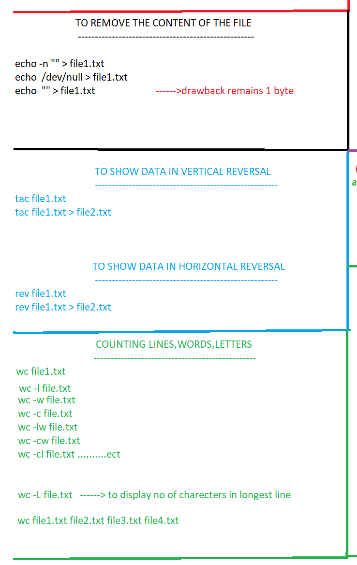 TO REMOVE THE CONTENT OF THE FILE
-----------------------------------------------------
echo -n "" > file1.txt
echo /dev/null > file1.txt
echo "" > file1.txt ------>drawback remains 1 byte
TO SHOW DATA IN VERTICAL REVERSAL
-------------------------------------------------------
tac file1.txt
tac file1.txt > file2.txt
TO SHOW DATA IN HORIZONTAL REVERSAL
-------------------------------------------------------
rev file1.txt
rev file1.txt > file2.txt
COUNTING LINES,WORDS,LETTERS
-------------------------------------------------
wc file1.txt
wc -l file.txt
wc -w file.txt
wc -c file.txt
wc -lw file.txt
wc -cw file.txt
wc -cl file.txt ..........ect
wc -L file.txt ------> to display no of charecters in longest line
wc file1.txt file2.txt file3.txt file4.txt